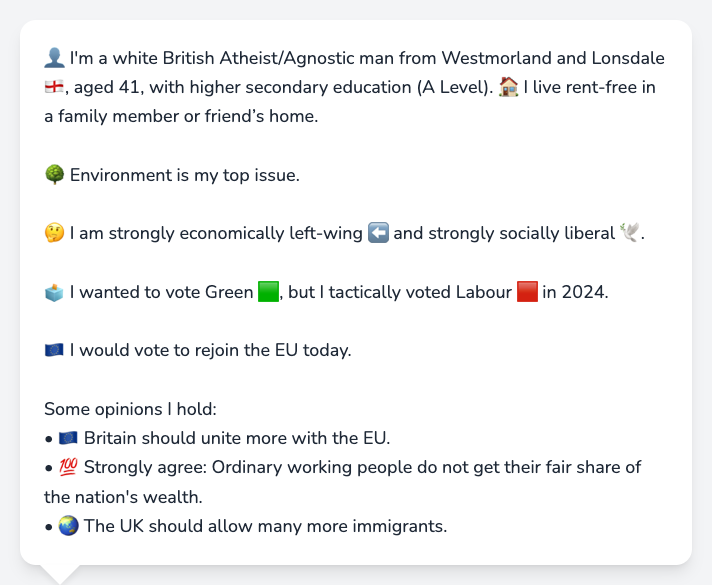 👤 I'm a white British Atheist/Agnostic man from Westmorland and Lonsdale
🏴󠁧󠁢󠁥󠁮󠁧󠁿, aged 41, with higher secondary education (A Level). 🏠 I live rent-free in
a family member or friend’s home.
🌳 Environment is my top issue.
🤔 I am strongly economically left-wing ⬅️ and strongly socially liberal 🕊️.
🗳️ I wanted to vote Green 🟩, but I tactically voted Labour 🟥 in 2024.
🇪🇺 I would vote to rejoin the EU today.
Some opinions I hold:
• 🇪🇺 Britain should unite more with the EU.
• 💯 Strongly agree: Ordinary working people do not get their fair share of
the nation's wealth.
• 🌏 The UK should allow many more immigrants.